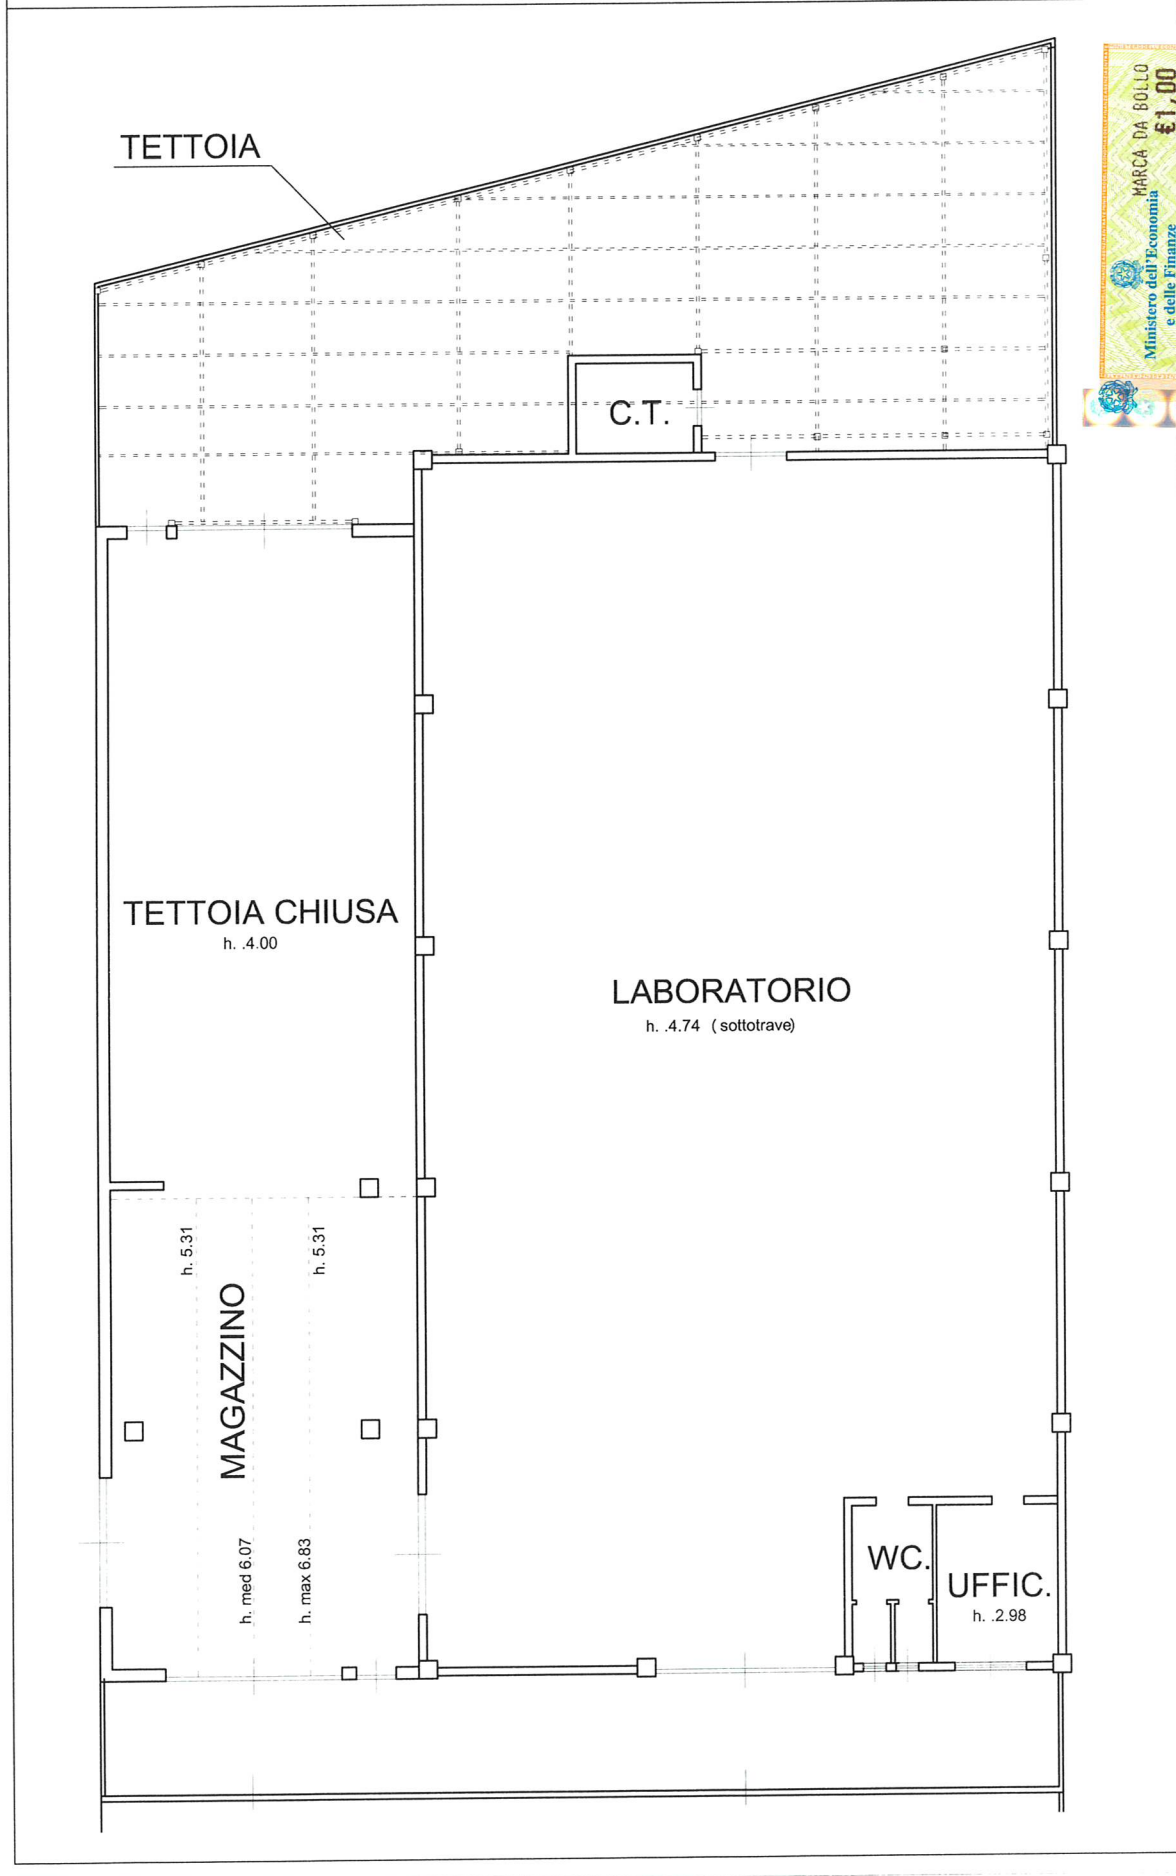 TETTOIA
MARCA DA BOLLO
€1,00
Ministero dell'Economia
e delle Finanze
C.T.
TETTOIA CHIUSA
h. .4.00
LABORATORIO
h. .4.74 ( sottotrave)
h. 5.31
h. 5.31
MAGAZZINO
h. med 6.07
h. max 6.83
WC.
UFFIC.
h. .2.98